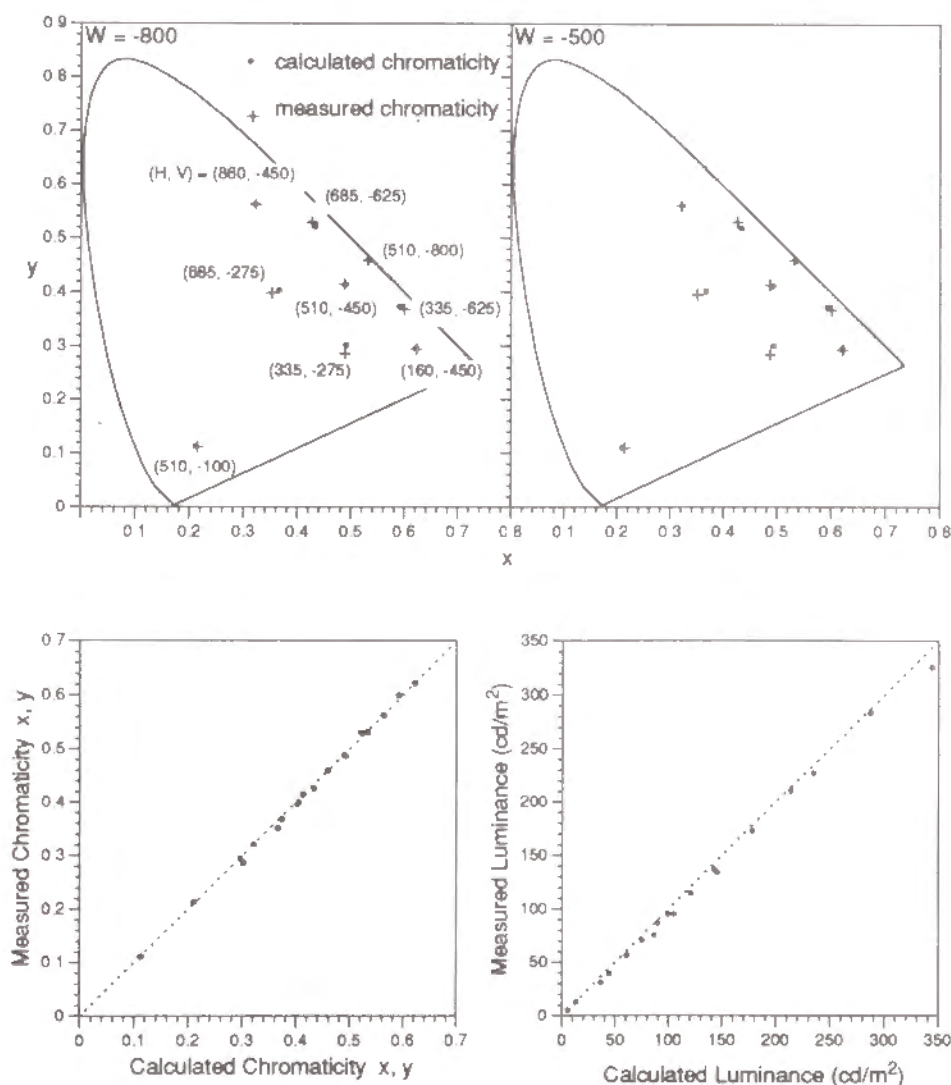 W = -800
calculated chromaticity
measured chromaticity
(H, V) = (860, -450)
(685, -625)
(510, -800)
(685, -275)
(510, -450)
(335, -625)
(335, -275)
(160, -450)
(510, -100)
0.9
0.8
0.7
0.6
0.5
0.4
0.3
0.2
0.1
0
y
0.1 0.2 0.3 0.4 0.5 0.6 0.7
W = -500
0.8 0.1 0.2 0.3 0.4 0.5 0.6 0.7 0.8
x
0.7
0.6
0.5
0.4
0.3
0.2
0.1
0
Measured Chromaticity x, y
0 0.1 0.2 0.3 0.4 0.5 0.6 0.7
Calculated Chromaticity x, y
350
300
250
200
150
100
50
0
Measured Luminance (cd/m²)
0 50 100 150 200 250 300 350
Calculated Luminance (cd/m²)